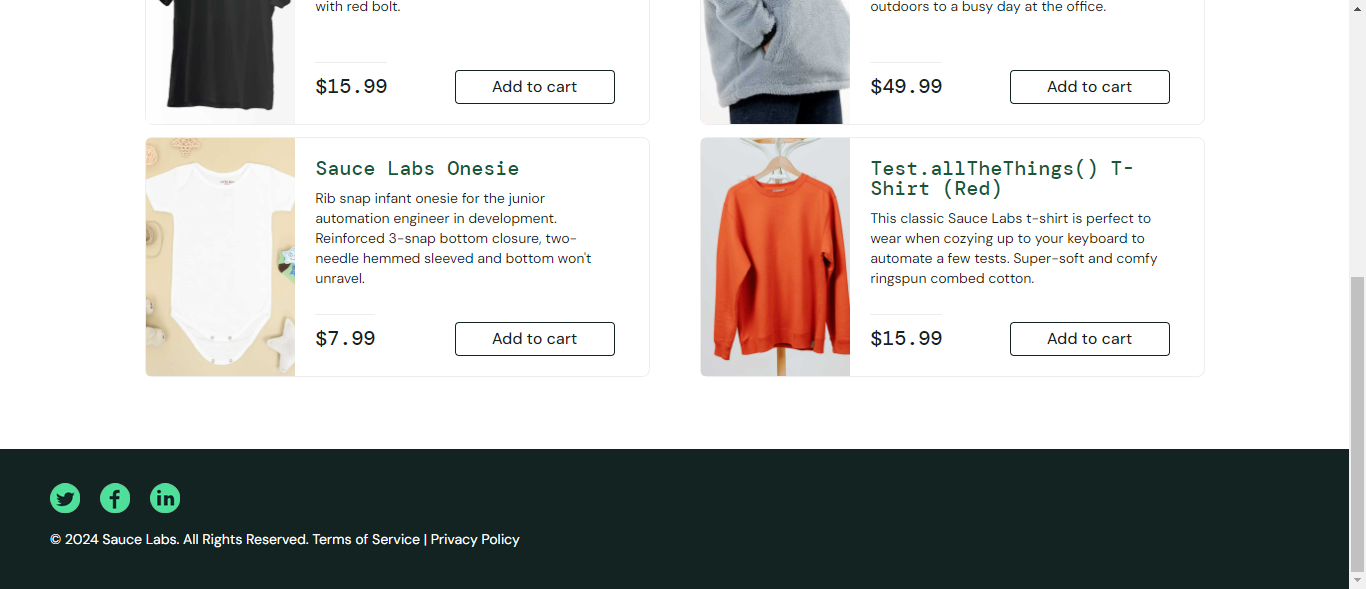 with red bolt.
$15.99
Add to cart
outdoors to a busy day at the office.
$49.99
Add to cart
Sauce Labs Onesie
Rib snap infant onesie for the junior
automation engineer in development.
Reinforced 3-snap bottom closure, two-
needle hemmed sleeved and bottom won't
unravel.
$7.99
Add to cart
Test.allTheThings() T-
Shirt (Red)
This classic Sauce Labs t-shirt is perfect to
wear when cozying up to your keyboard to
automate a few tests. Super-soft and comfy
ringspun combed cotton.
$15.99
Add to cart
© 2024 Sauce Labs. All Rights Reserved. Terms of Service | Privacy Policy